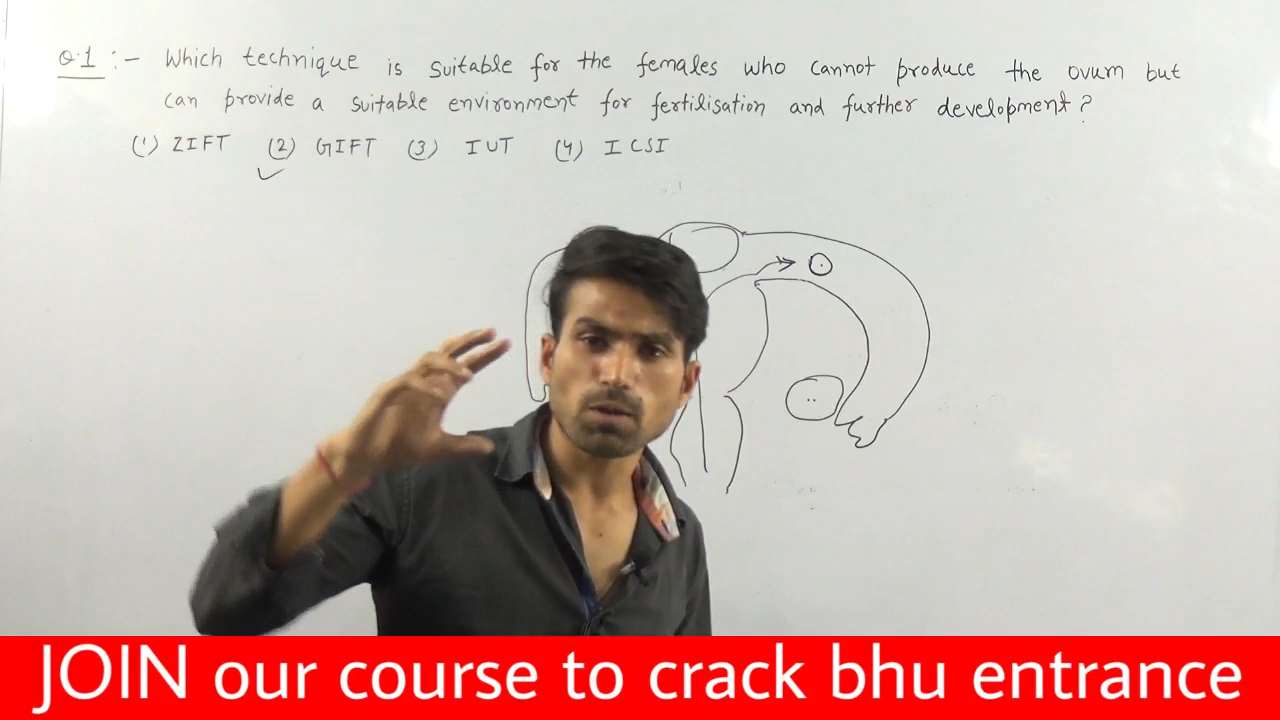 Q.1 :- Which technique is suitable for the females who cannot produce the ovum but
can provide a suitable environment for fertilisation and further development?
(1) ZIFT (2) GIFT (3) IUT (4) ICSI
JOIN our course to crack bhu entrance